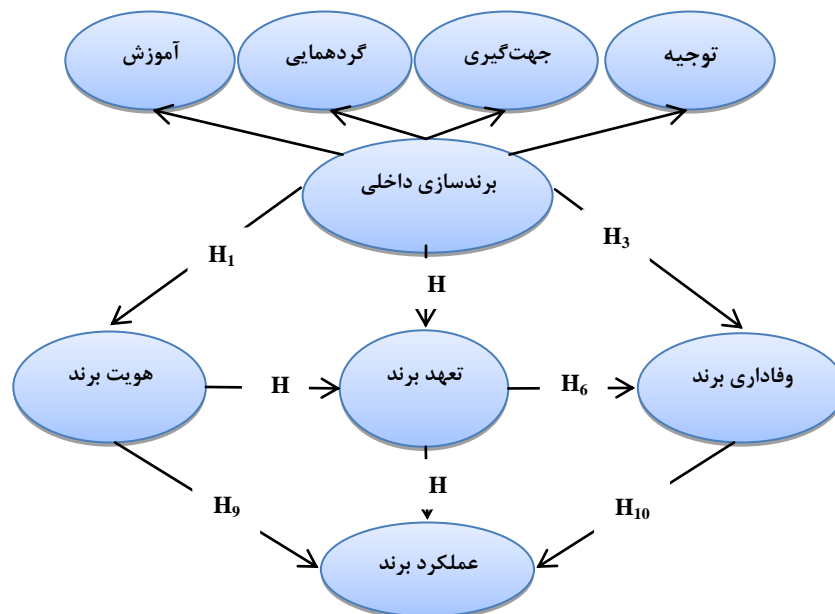 توجیه
جهت‌گیری
گردهمایی
آموزش
برندسازی داخلی
H₃
H₁
H
وفاداری برند
تعهد برند
هویت برند
H₆
H
H
H₁₀
H₉
عملکرد برند